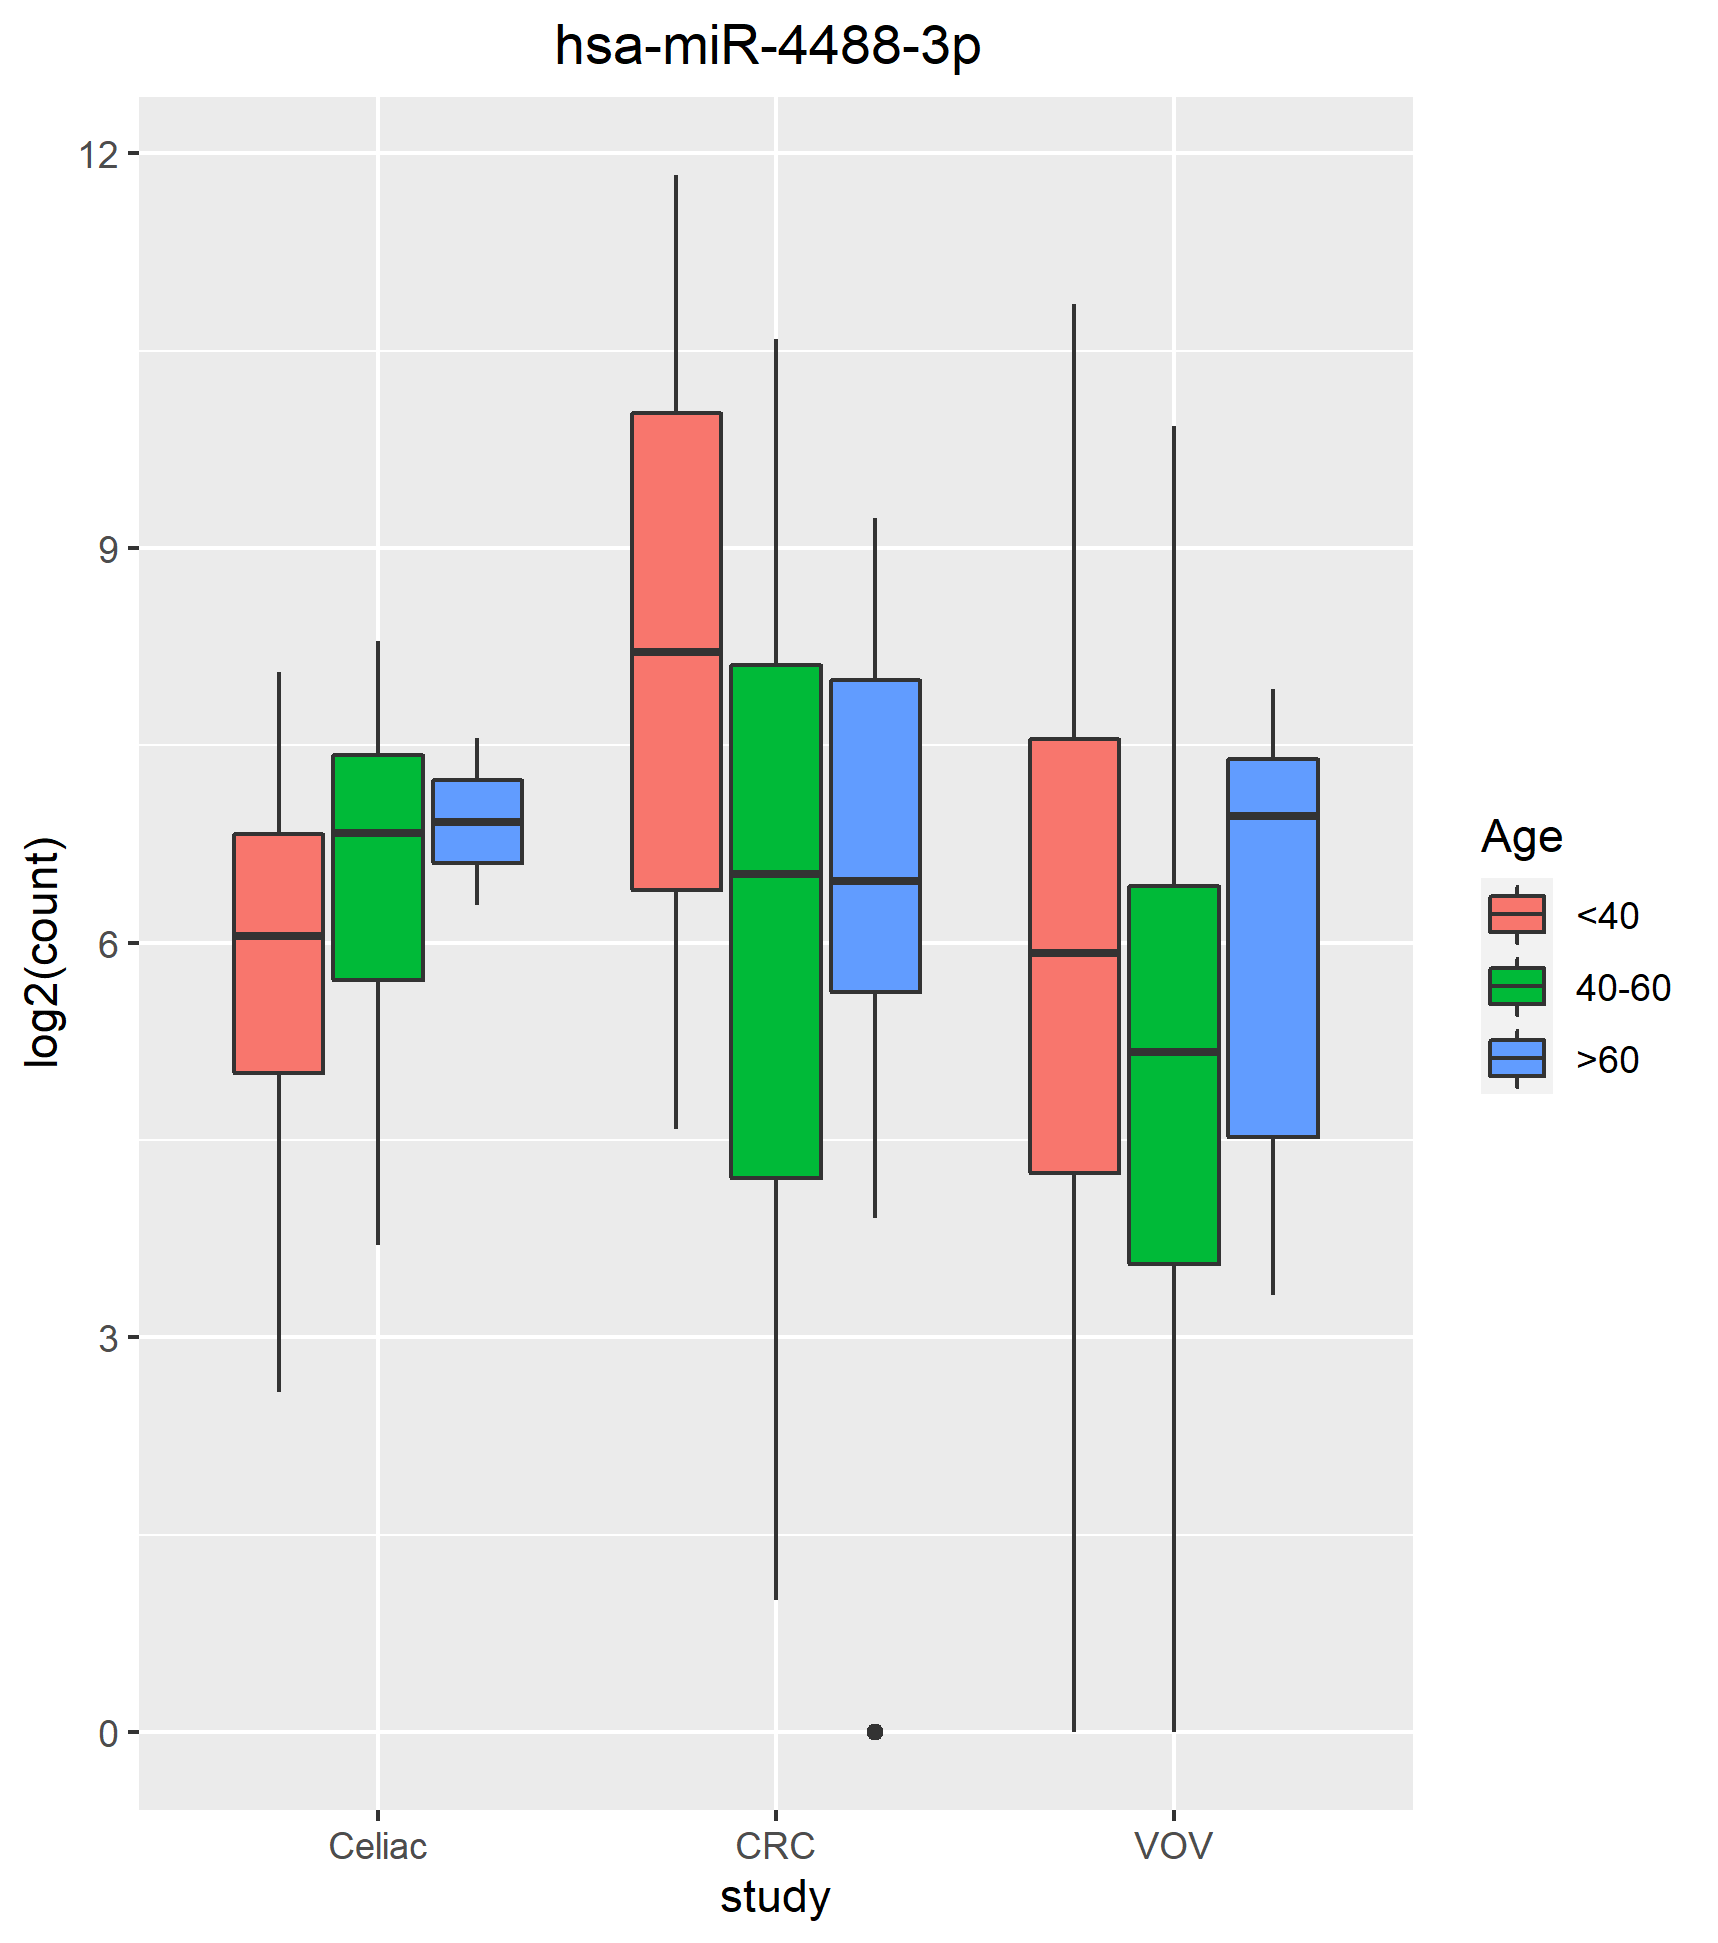 hsa-miR-4488-3p
12
9
6
3
0
log2(count)
Celiac
CRC
VOV
study
Age
<40
40-60
>60